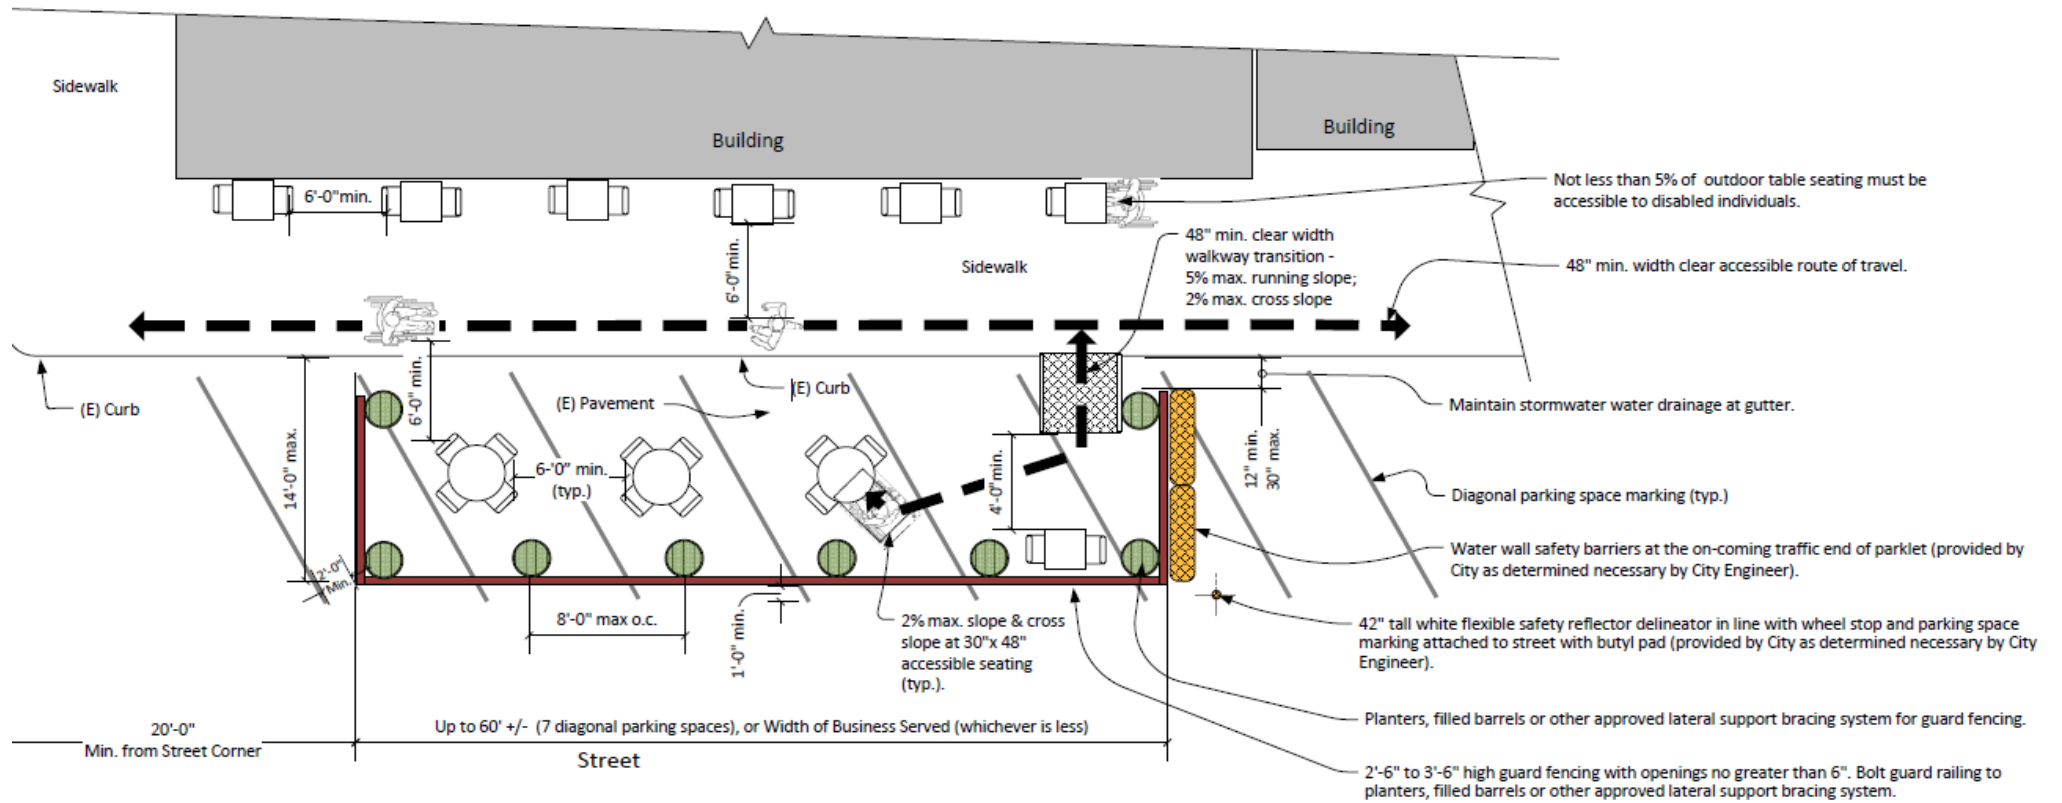 Sidewalk
Building
Building
6'-0"min.
Not less than 5% of outdoor table seating must be
accessible to disabled individuals.
48" min. clear width
walkway transition -
5% max. running slope;
2% max. cross slope
6'-0"min.
Sidewalk
48" min. width clear accessible route of travel.
(E) Curb
6'-0" min.
(E) Pavement
(E) Curb
Maintain stormwater water drainage at gutter.
14'-0" max.
6-'0" min.
(typ.)
4'-0"min.
12" min.
30" max.
Diagonal parking space marking (typ.)
Water wall safety barriers at the on-coming traffic end of parklet (provided by
City as determined necessary by City Engineer).
2'-0"
Min.
8'-0" max o.c.
1'-0" min.
2% max. slope & cross
slope at 30"x 48"
accessible seating
(typ.).
42" tall white flexible safety reflector delineator in line with wheel stop and parking space
marking attached to street with butyl pad (provided by City as determined necessary by City
Engineer).
20'-0"
Min. from Street Corner
Up to 60' +/- (7 diagonal parking spaces), or Width of Business Served (whichever is less)
Street
Planters, filled barrels or other approved lateral support bracing system for guard fencing.
2'-6" to 3'-6" high guard fencing with openings no greater than 6". Bolt guard railing to
planters, filled barrels or other approved lateral support bracing system.